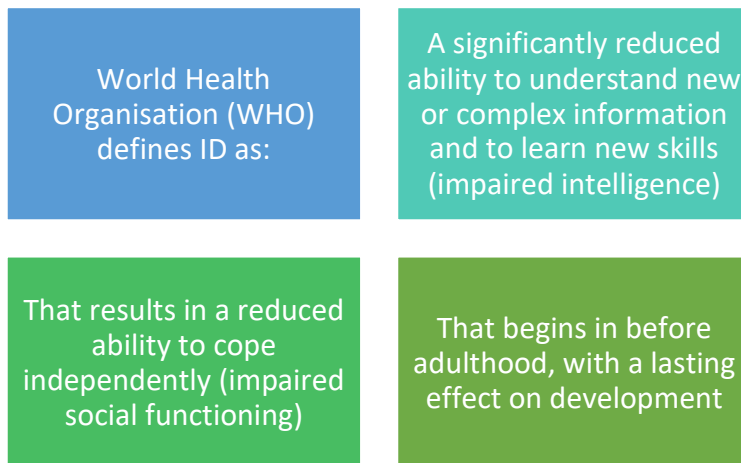 World Health
Organisation (WHO)
defines ID as:
A significantly reduced
ability to understand new
or complex information
and to learn new skills
(impaired intelligence)
That results in a reduced
ability to cope
independently (impaired
social functioning)
That begins in before
adulthood, with a lasting
effect on development